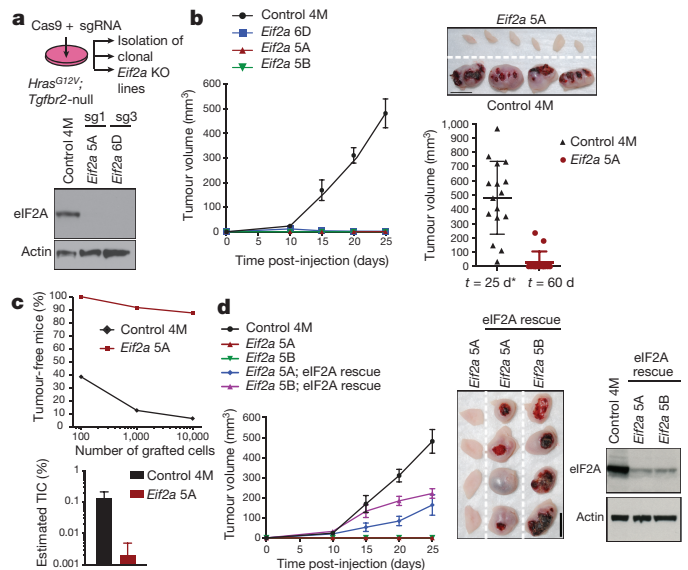 a
Cas9 + sgRNA
Isolation of
clonal
Eif2a KO
lines
HrasG12V;
Tgfbr2-null
Control 4M
sg1
sg3
Eif2a 5A
Eif2a 6D
eIF2A
Actin
b
Control 4M
Eif2a 6D
Eif2a 5A
Eif2a 5B
Tumour volume (mm3)
600
500
400
300
200
100
0
0 5 10 15 20 25
Time post-injection (days)
Eif2a 5A
Control 4M
Tumour volume (mm3)
1,000
900
800
700
600
500
400
300
200
100
0
Control 4M
Eif2a 5A
t = 25 d* t = 60 d
c
Tumour-free mice (%)
100
90
80
70
60
50
40
30
20
10
0
Control 4M
Eif2a 5A
100 1,000 10,000
Number of grafted cells
Estimated TIC (%)
1
0.1
0.01
0.001
Control 4M
Eif2a 5A
d
Control 4M
Eif2a 5A
Eif2a 5B
Eif2a 5A; eIF2A rescue
Eif2a 5B; eIF2A rescue
Tumour volume (mm3)
600
500
400
300
200
100
0
0 5 10 15 20 25
Time post-injection (days)
eIF2A rescue
Eif2a 5A
Eif2a 5A
Eif2a 5B
eIF2A
rescue
Control 4M
Eif2a 5A
Eif2a 5B
eIF2A
Actin